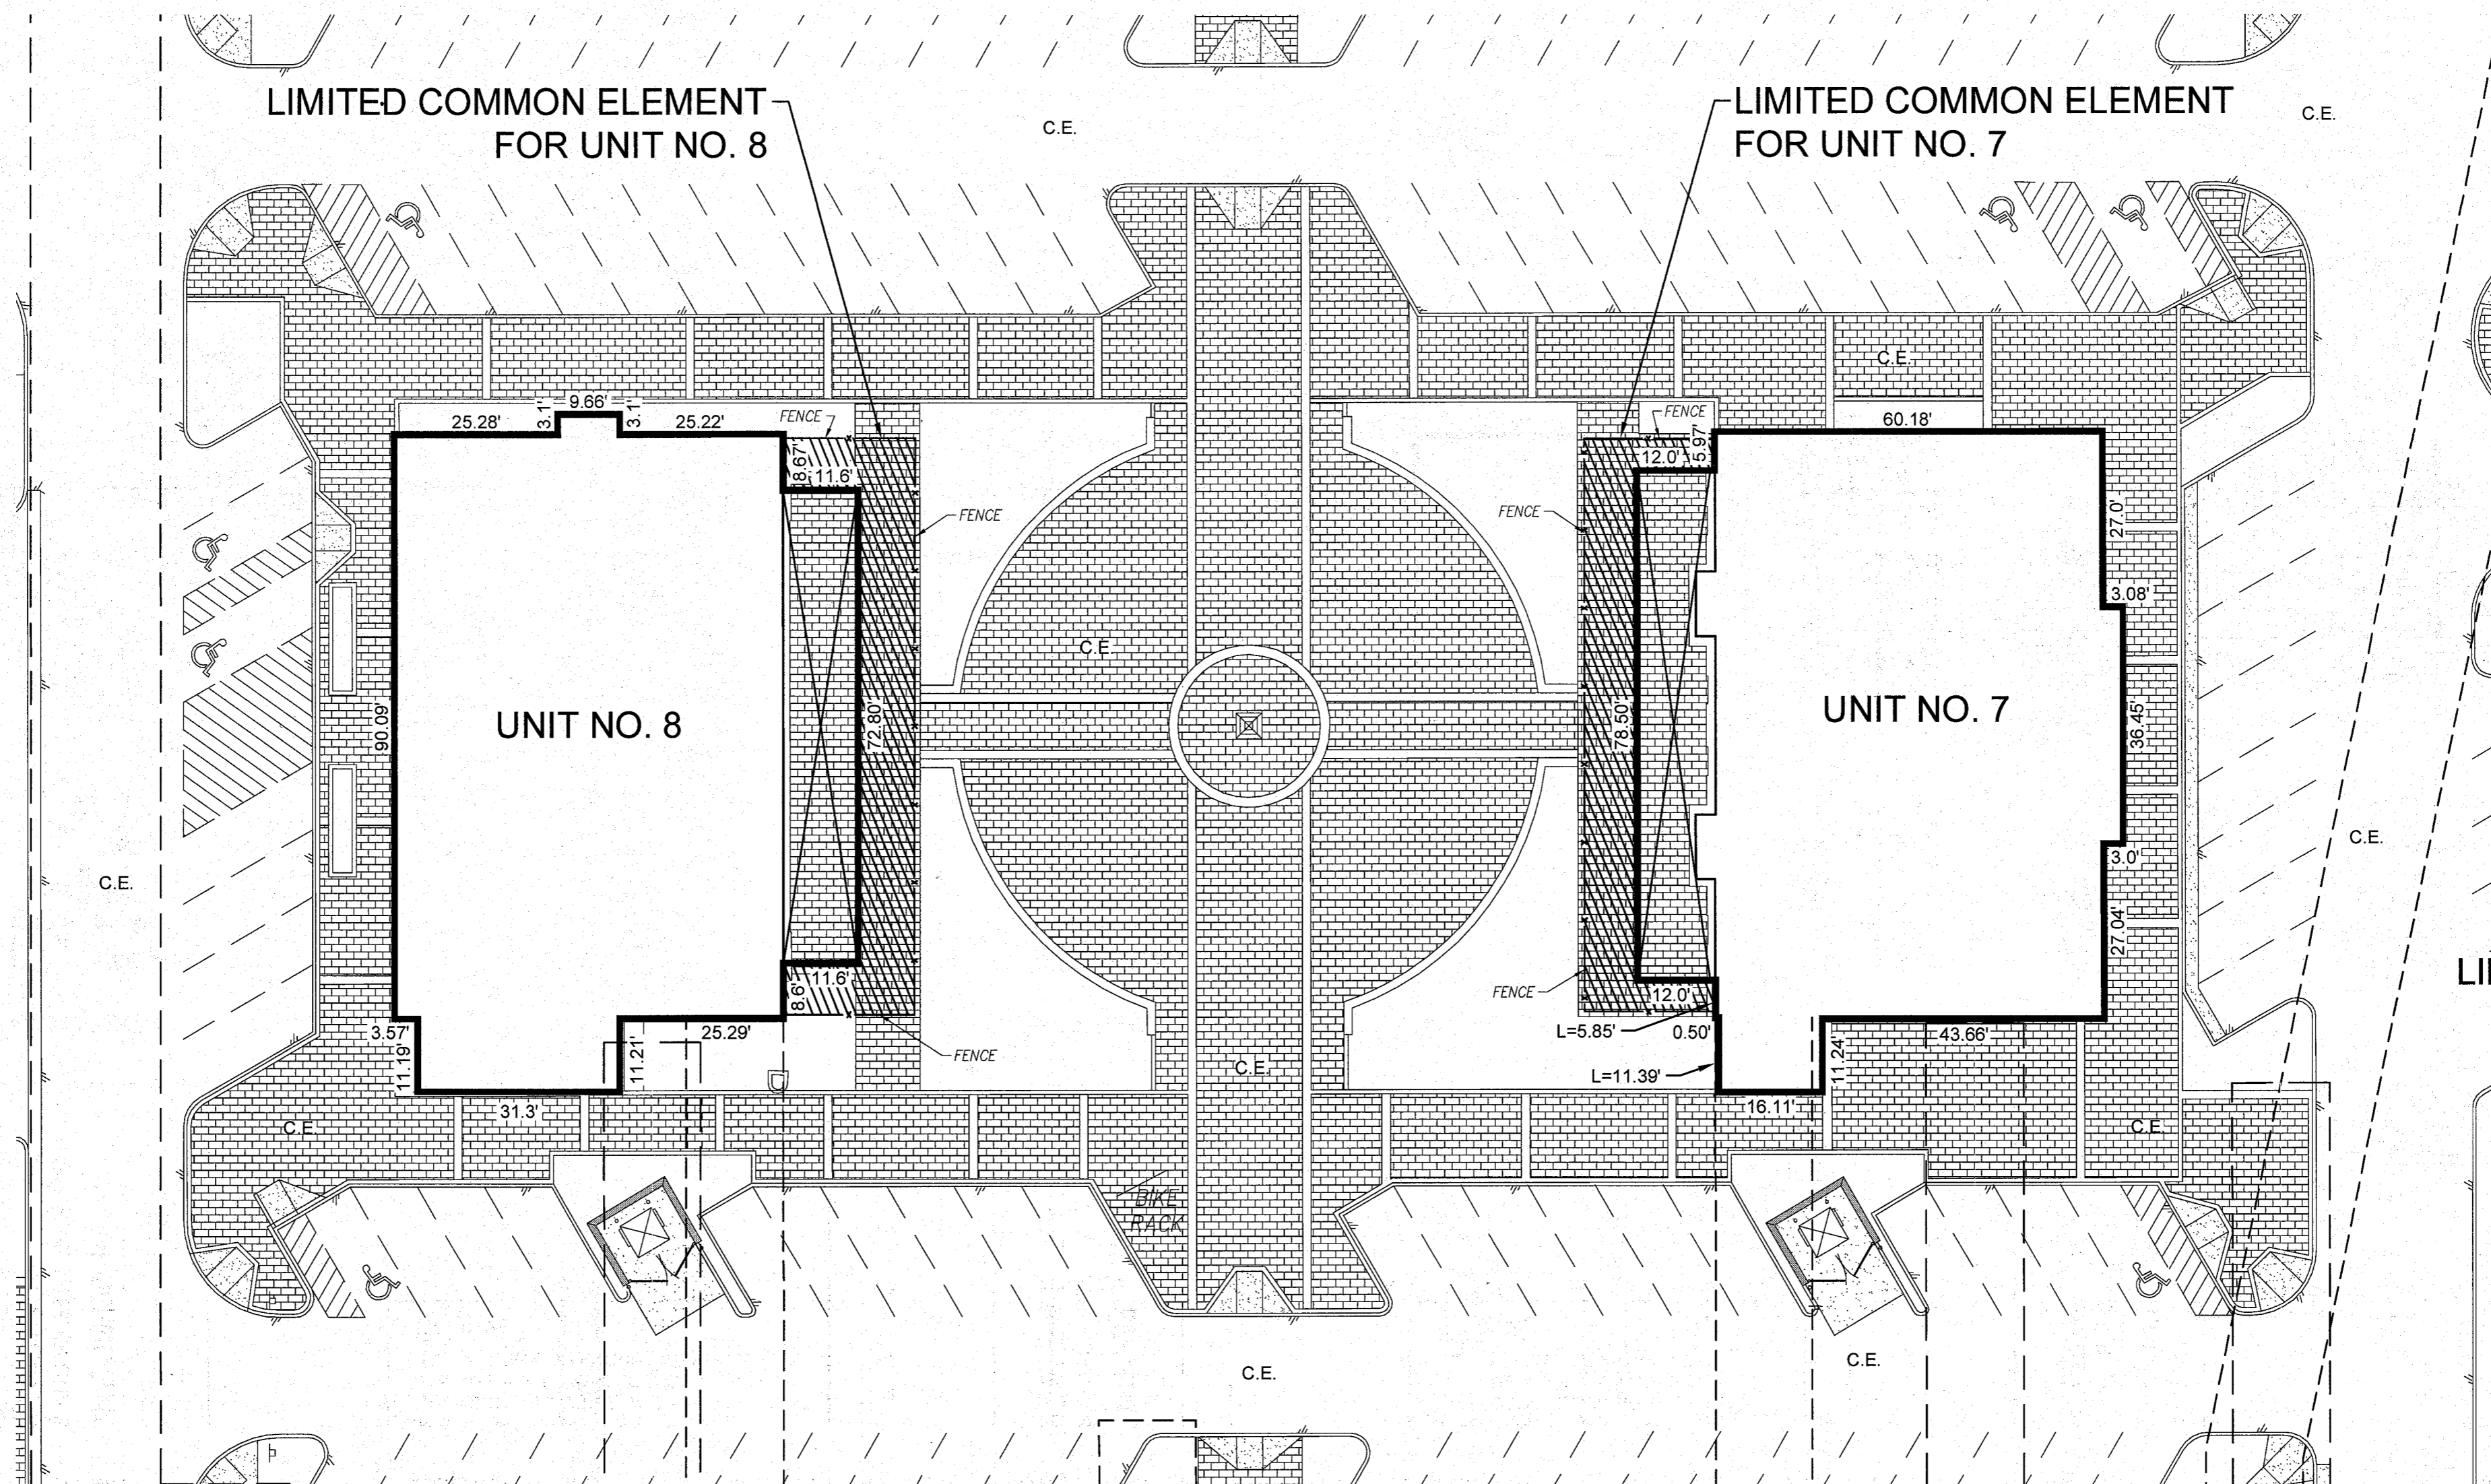 LIMITED COMMON ELEMENT
FOR UNIT NO. 8
C.E.
LIMITED COMMON ELEMENT
FOR UNIT NO. 7
C.E.
C.E.
25.28'
3.1'
9.66'
3.1'
25.22'
FENCE
8.67'
11.6'
FENCE
FENCE
12.0'
5.97'
60.18'
FENCE
27.0'
3.08'
C.E.
90.09'
UNIT NO. 8
72.80'
78.50'
UNIT NO. 7
36.45'
C.E.
C.E.
3.0'
27.04'
11.6'
8.6'
FENCE
12.0'
LI
3.57'
11.19'
11.21'
25.29'
FENCE
L=5.85'
0.50'
L=11.39'
11.24'
43.66'
C.E.
31.3'
16.11'
C.E.
C.E.
BIKE
RACK
C.E.
C.E.